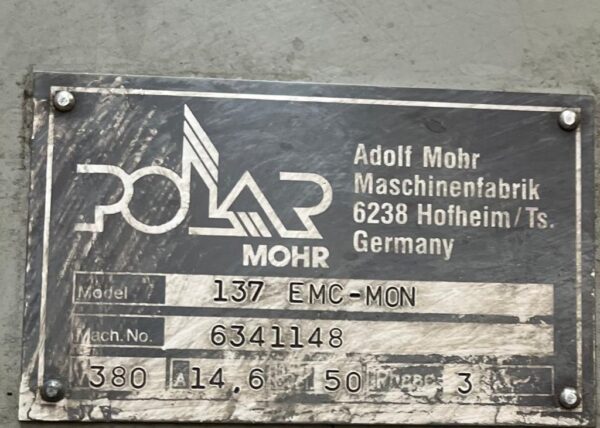 POLAR
MOHR
Adolf Mohr
Maschinenfabrik
6238 Hofheim/Ts.
Germany
Model 137 EMC-MON
Mach.No. 6341148
V 380 A 14,6 50 3